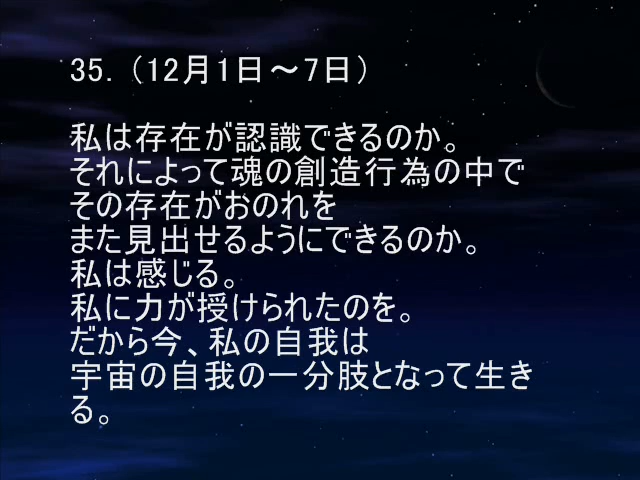 35.（12月1日～7日）
私は存在が認識できるのか。
それによって魂の創造行為の中で
その存在がおのれを
また見出せるようにできるのか。
私は感じる。
私に力が授けられたのを。
だから今、私の自我は
宇宙の自我の一分肢となって生き
る。